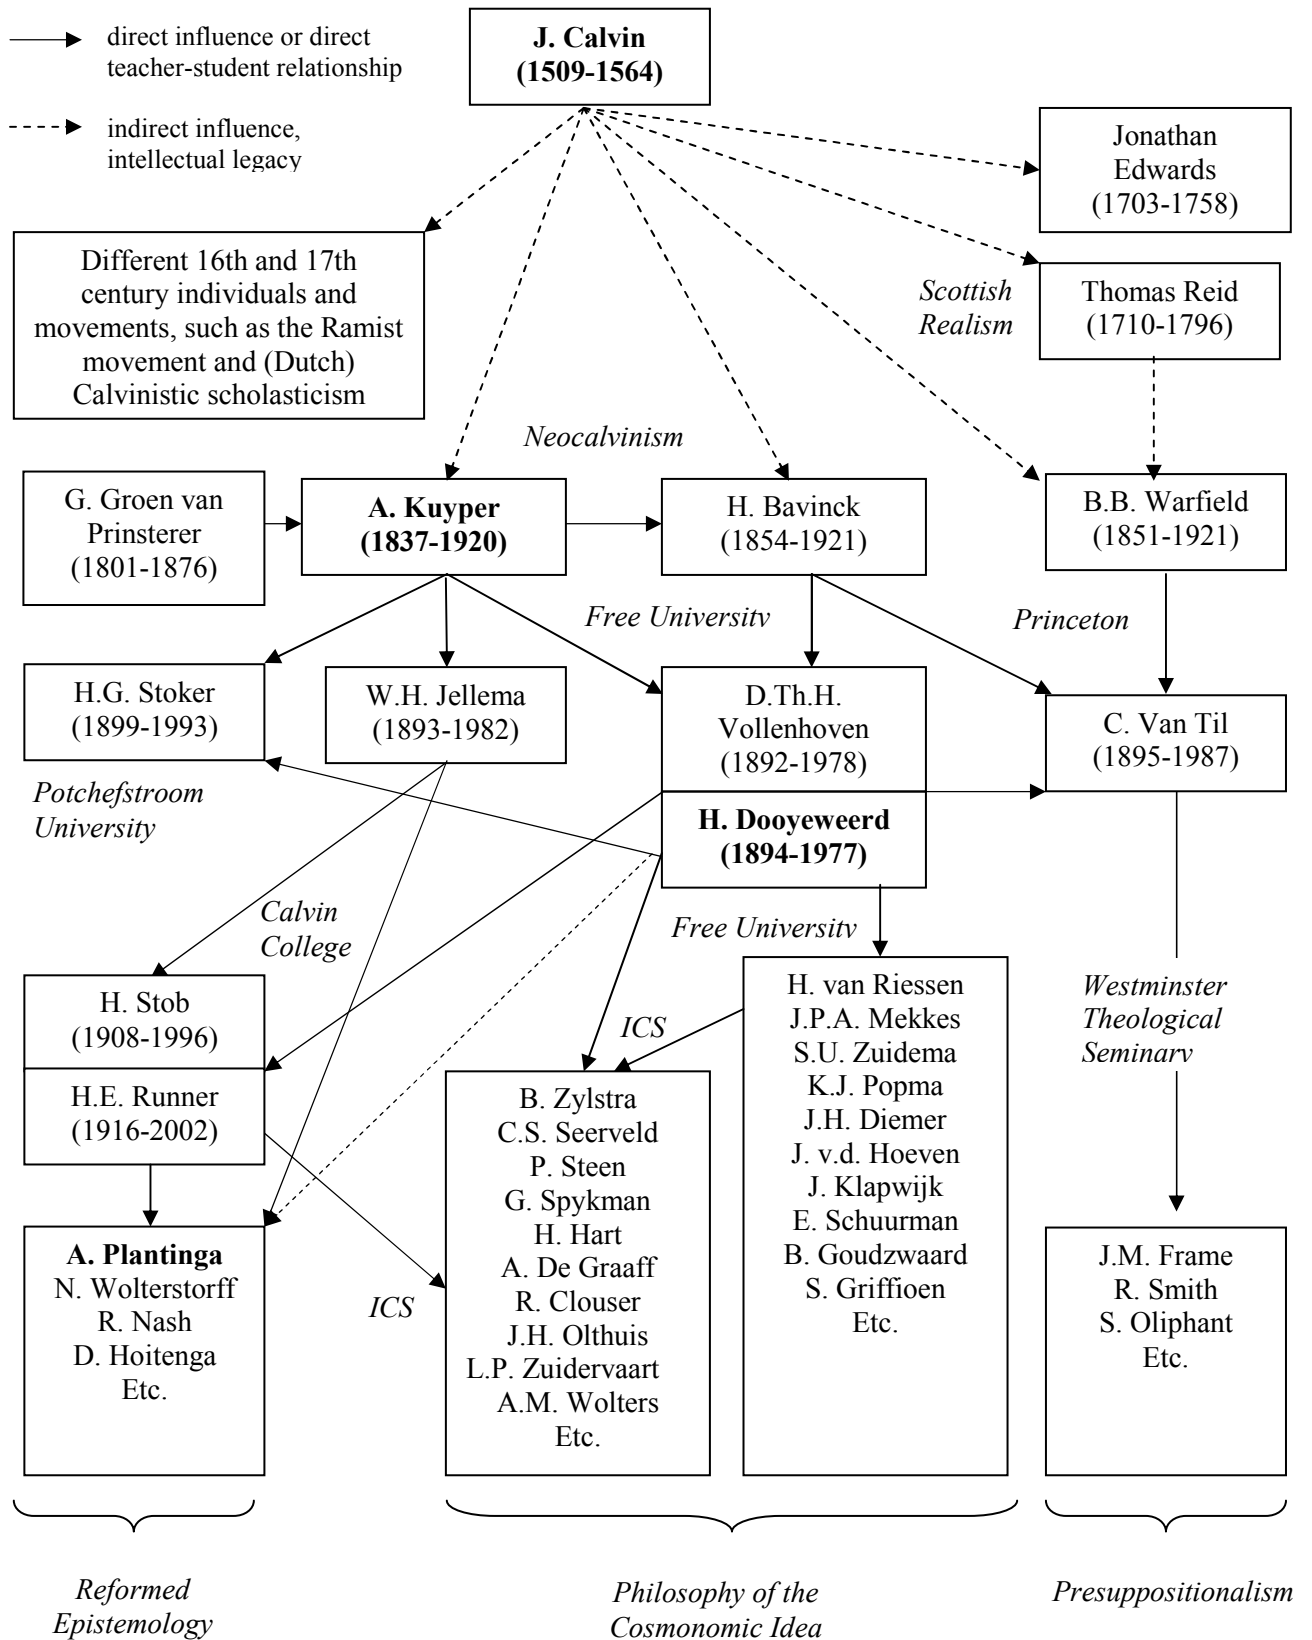 direct influence or direct
teacher-student relationship
indirect influence,
intellectual legacy
J. Calvin
(1509-1564)
Jonathan
Edwards
(1703-1758)
Different 16th and 17th
century individuals and
movements, such as the Ramist
movement and (Dutch)
Calvinistic scholasticism
Scottish
Realism
Thomas Reid
(1710-1796)
Neocalvinism
G. Groen van
Prinsterer
(1801-1876)
A. Kuyper
(1837-1920)
H. Bavinck
(1854-1921)
B.B. Warfield
(1851-1921)
Free University
Princeton
H.G. Stoker
(1899-1993)
W.H. Jellema
(1893-1982)
D.Th.H.
Vollenhoven
(1892-1978)
C. Van Til
(1895-1987)
Potchefstroom
University
H. Dooyeweerd
(1894-1977)
Calvin
College
Free University
H. Stob
(1908-1996)
H.E. Runner
(1916-2002)
ICS
H. van Riessen
J.P.A. Mekkes
S.U. Zuidema
K.J. Popma
J.H. Diemer
J. v.d. Hoeven
J. Klapwijk
E. Schuurman
B. Goudzwaard
S. Griffioen
Etc.
Westminster
Theological
Seminary
B. Zylstra
C.S. Seerveld
P. Steen
G. Spykman
H. Hart
A. De Graaff
R. Clouser
J.H. Olthuis
L.P. Zuidervaart
A.M. Wolters
Etc.
A. Plantinga
N. Wolterstorff
R. Nash
D. Hoitenga
Etc.
ICS
J.M. Frame
R. Smith
S. Oliphant
Etc.
Reformed
Epistemology
Philosophy of the
Cosmonomic Idea
Presuppositionalism